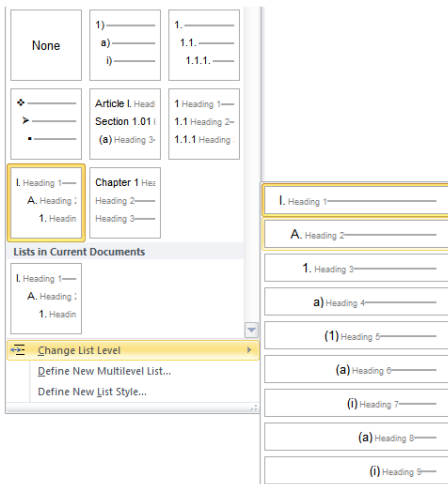 None
1)
a)
i)
1.
1.1.
1.1.1.
Article I. Head
Section 1.01
(a) Heading 3
1 Heading 1
1.1 Heading 2
1.1.1 Heading
I. Heading 1
A. Heading
1. Headin
Chapter 1 Hea
Heading 2
Heading 3
Lists in Current Documents
I. Heading 1
A. Heading
1. Headin
Change List Level
Define New Multilevel List...
Define New List Style...
I. Heading 1
A. Heading 2
1. Heading 3
a) Heading 4
(1) Heading 5
(a) Heading 6
(i) Heading 7
(a) Heading 8
(i) Heading 9